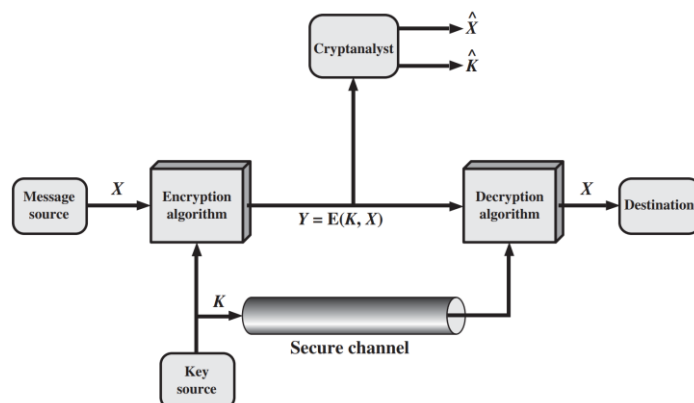 X̂
Cryptanalyst
K̂
Message
source
X
Encryption
algorithm
Y = E(K, X)
Decryption
algorithm
X
Destination
K
Secure channel
Key
source